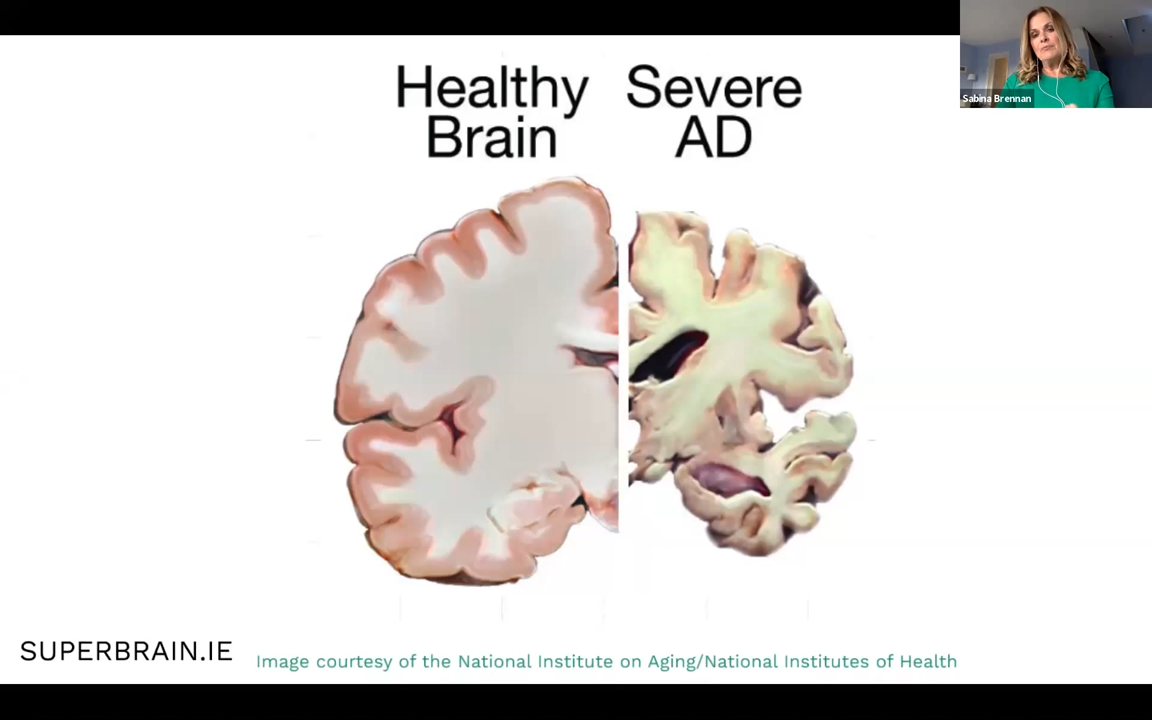 Healthy
Brain
Severe
AD
Sabina Brennan
SUPERBRAIN.IE
Image courtesy of the National Institute on Aging/National Institutes of Health